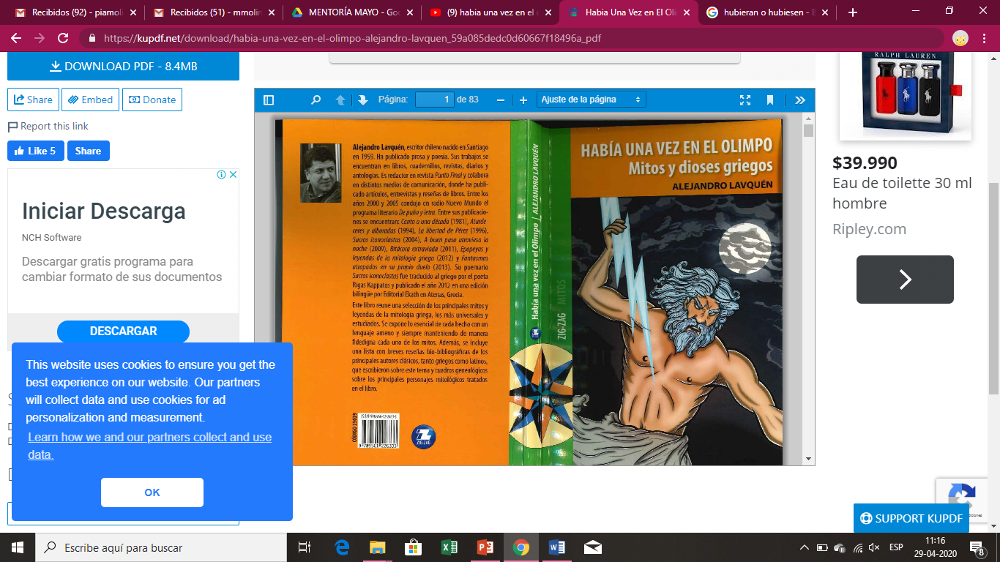 Recibidos (92) - piamoli
Recibidos (51) - mmolin
MENTORÍA MAYO - Goo
(9) habia una vez en el o
Habia Una Vez en El Oli
hubieran o hubiesen - B
https://kupdf.net/download/habia-una-vez-en-el-olimpo-alejandro-lavquen_59a085dedc0d60667f18496a_pdf
DOWNLOAD PDF - 8.4MB
Share
Embed
Donate
Report this link
Like 5
Share
Iniciar Descarga
NCH Software
Descargar gratis programa para
cambiar formato de sus documentos
DESCARGAR
This website uses cookies to ensure you get the
best experience on our website. Our partners
will collect data and use cookies for ad
personalization and measurement.
Learn how we and our partners collect and use
data.
OK
Página:
1
de 83
Ajuste de la página
Alejandro Lavquén, escritor chileno nacido en Santiago
en 1959. Ha publicado prosa y poesía. Sus trabajos se
encuentran en libros, cuadernillos, revistas, diarios y
antologías. Es redactor en revista Punto Final y colabora
en distintos medios de comunicación, donde ha publi-
cado artículos, entrevistas y reseñas de libros. Entre los
años 2000 y 2005 condujo en radio Nuevo Mundo el
programa literario De puño y letra. Entre sus publicacio-
nes se encuentran: Canto a una década (1981), Atarde-
ceres y alboradas (1994), La libertad de Pérez (1996),
Sacros iconoclastas (2004), A buen paso atravieso la
noche (2009), Bitácora extraviada (2011), Epopeyas y
leyendas de la mitología griega (2012) y Fantasmas
atrapados en su propio duelo (2013). Su poemario
Sacros iconoclastas fue traducido al griego por el poeta
Rigas Kappatos y publicado el año 2012 en una edición
bilingüe por Editorial Ekath en Atenas, Grecia.
Este libro reune una selección de los principales mitos y
leyendas de la mitología griega, los más universales y
estudiados. Se expone lo esencial de cada hecho con un
lenguaje ameno y siempre manteniendo de manera
fidedigna cada uno de los mitos. Además, se incluye
una lista con breves reseñas bio-bibliográficas de los
principales autores clásicos, tanto griegos como latinos,
que escribieron sobre este tema y cuadros genealógicos
sobre los principales personajes mitológicos tratados
en el libro.
ZIG-ZAG
Había una vez en el Olimpo | ALEJANDRO LAVQUÉN
ZIG-ZAG MITOS
HABÍA UNA VEZ EN EL OLIMPO
Mitos y dioses griegos
ALEJANDRO LAVQUÉN
RALPH LAUREN
$39.990
Eau de toilette 30 ml
hombre
Ripley.com
SUPPORT KUPDF
Escribe aquí para buscar
ESP
11:16
29-04-2020
8